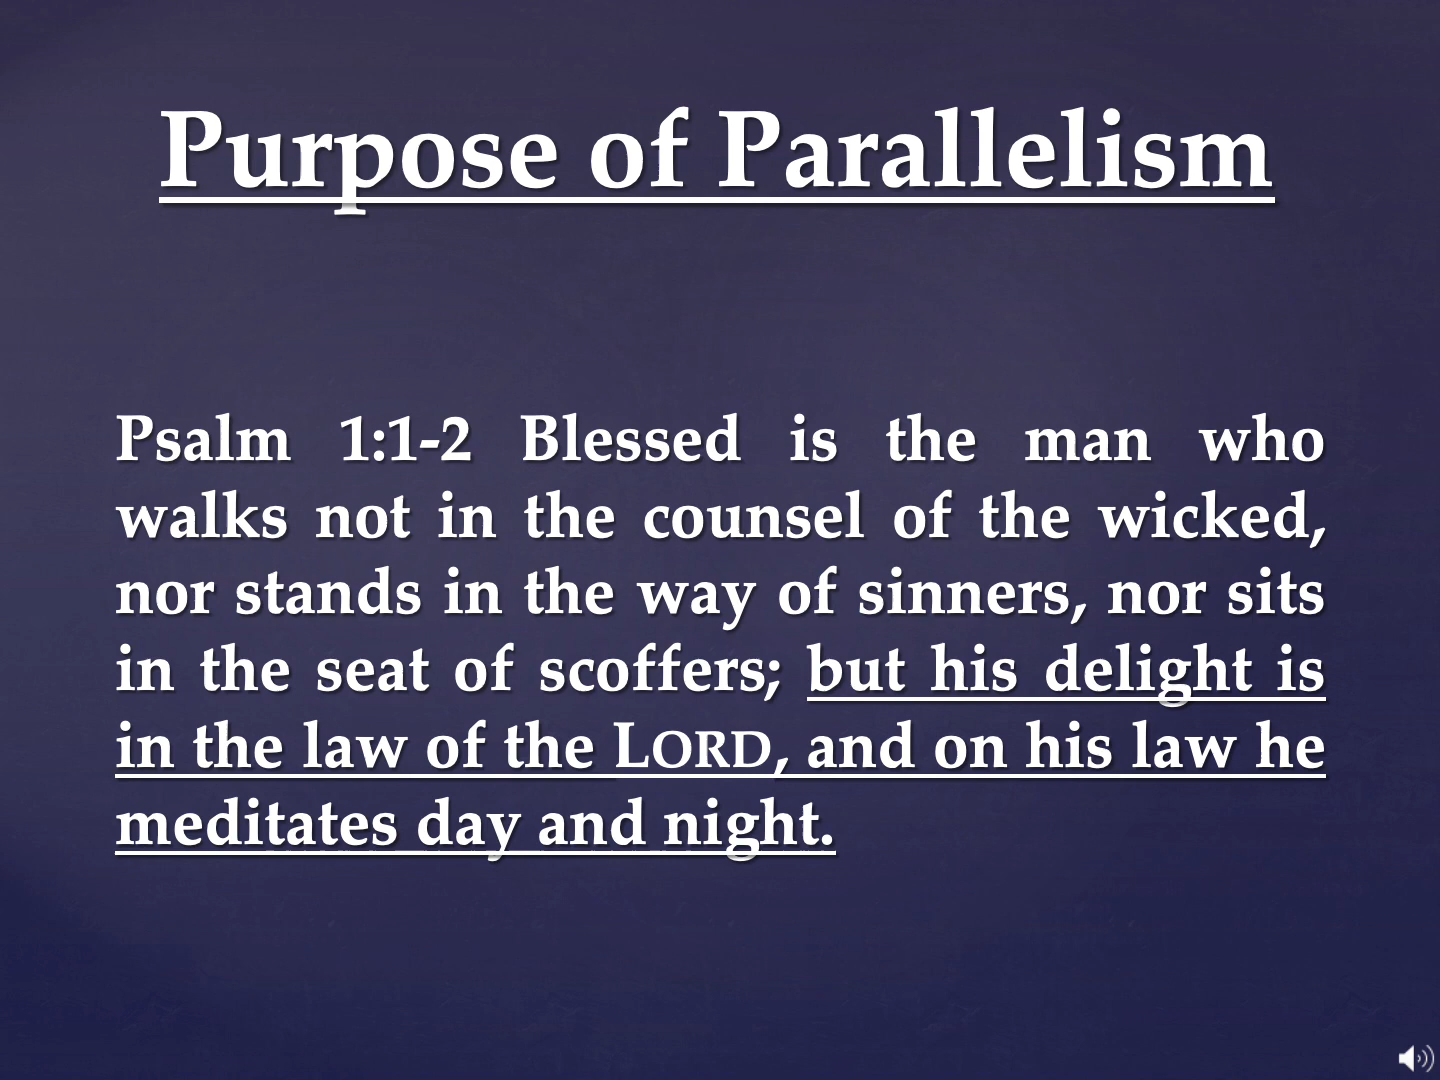 Purpose of Parallelism
Psalm 1:1-2 Blessed is the man who
walks not in the counsel of the wicked,
nor stands in the way of sinners, nor sits
in the seat of scoffers; but his delight is
in the law of the LORD, and on his law he
meditates day and night.